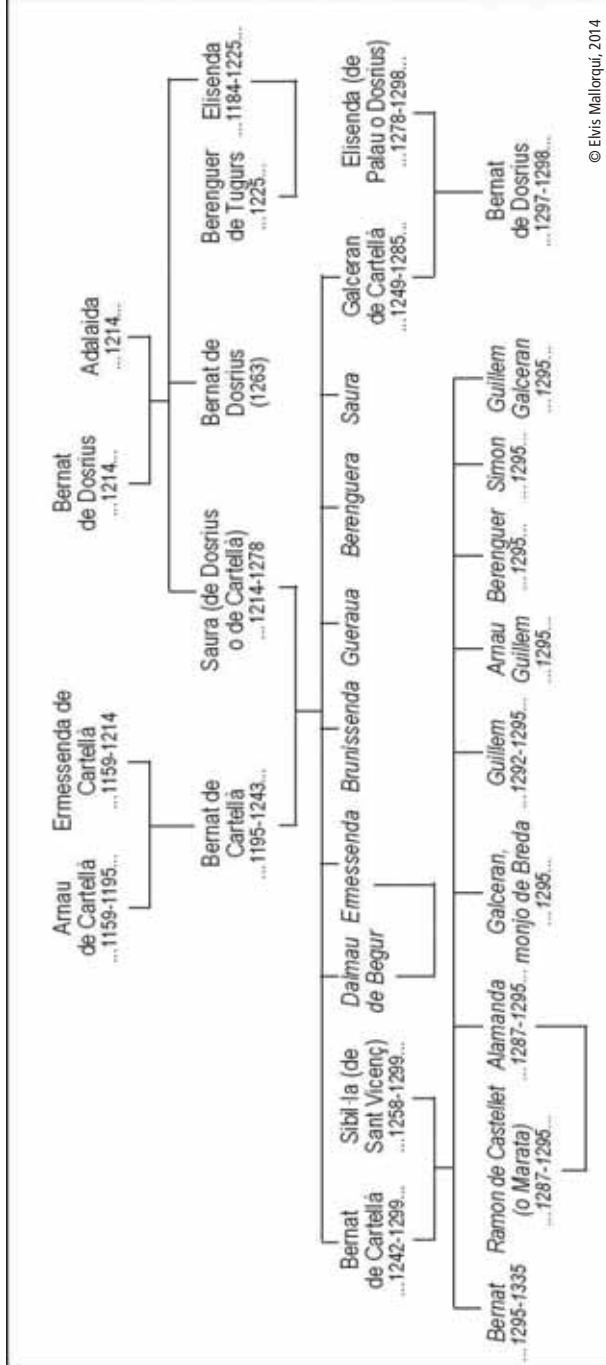 Arnau
de Cartellà
...1159-1195...
Ermessenda de
Cartellà
...1159-1214
Bernat
de Dosrius
...1214...
Adalaida
...1214...
Bernat de
Cartellà
...1195-1243...
Saura (de Dosrius
o de Cartellà)
...1214-1278
Bernat de
Dosrius
(1263)
Berenguer
de Tugurs
...1225...
Elisenda
...1184-1225...
Bernat
de Cartellà
...1242-1299...
Sibil·la (de
Sant Vicenç)
...1258-1299...
Dalmau
de Begur
Ermessenda
Brunissenda
Gueraua
Berenguera
Saura
Galceran
de Cartellà
...1249-1285...
Elisenda (de
Palau o Dosrius)
...1278-1298...
Bernat
...1295-1335
Ramon de Castellet
(o Marata)
...1287-1295...
Alamanda
...1287-1295...
Galceran,
monjo de Breda
...1295...
Guillem
...1292-1295...
Arnau
Guillem
...1295...
Berenguer
...1295...
Simon
...1295...
Guillem
Galceran
...1295...
Bernat
de Dosrius
...1297-1298...
© Elvis Mallorquí, 2014